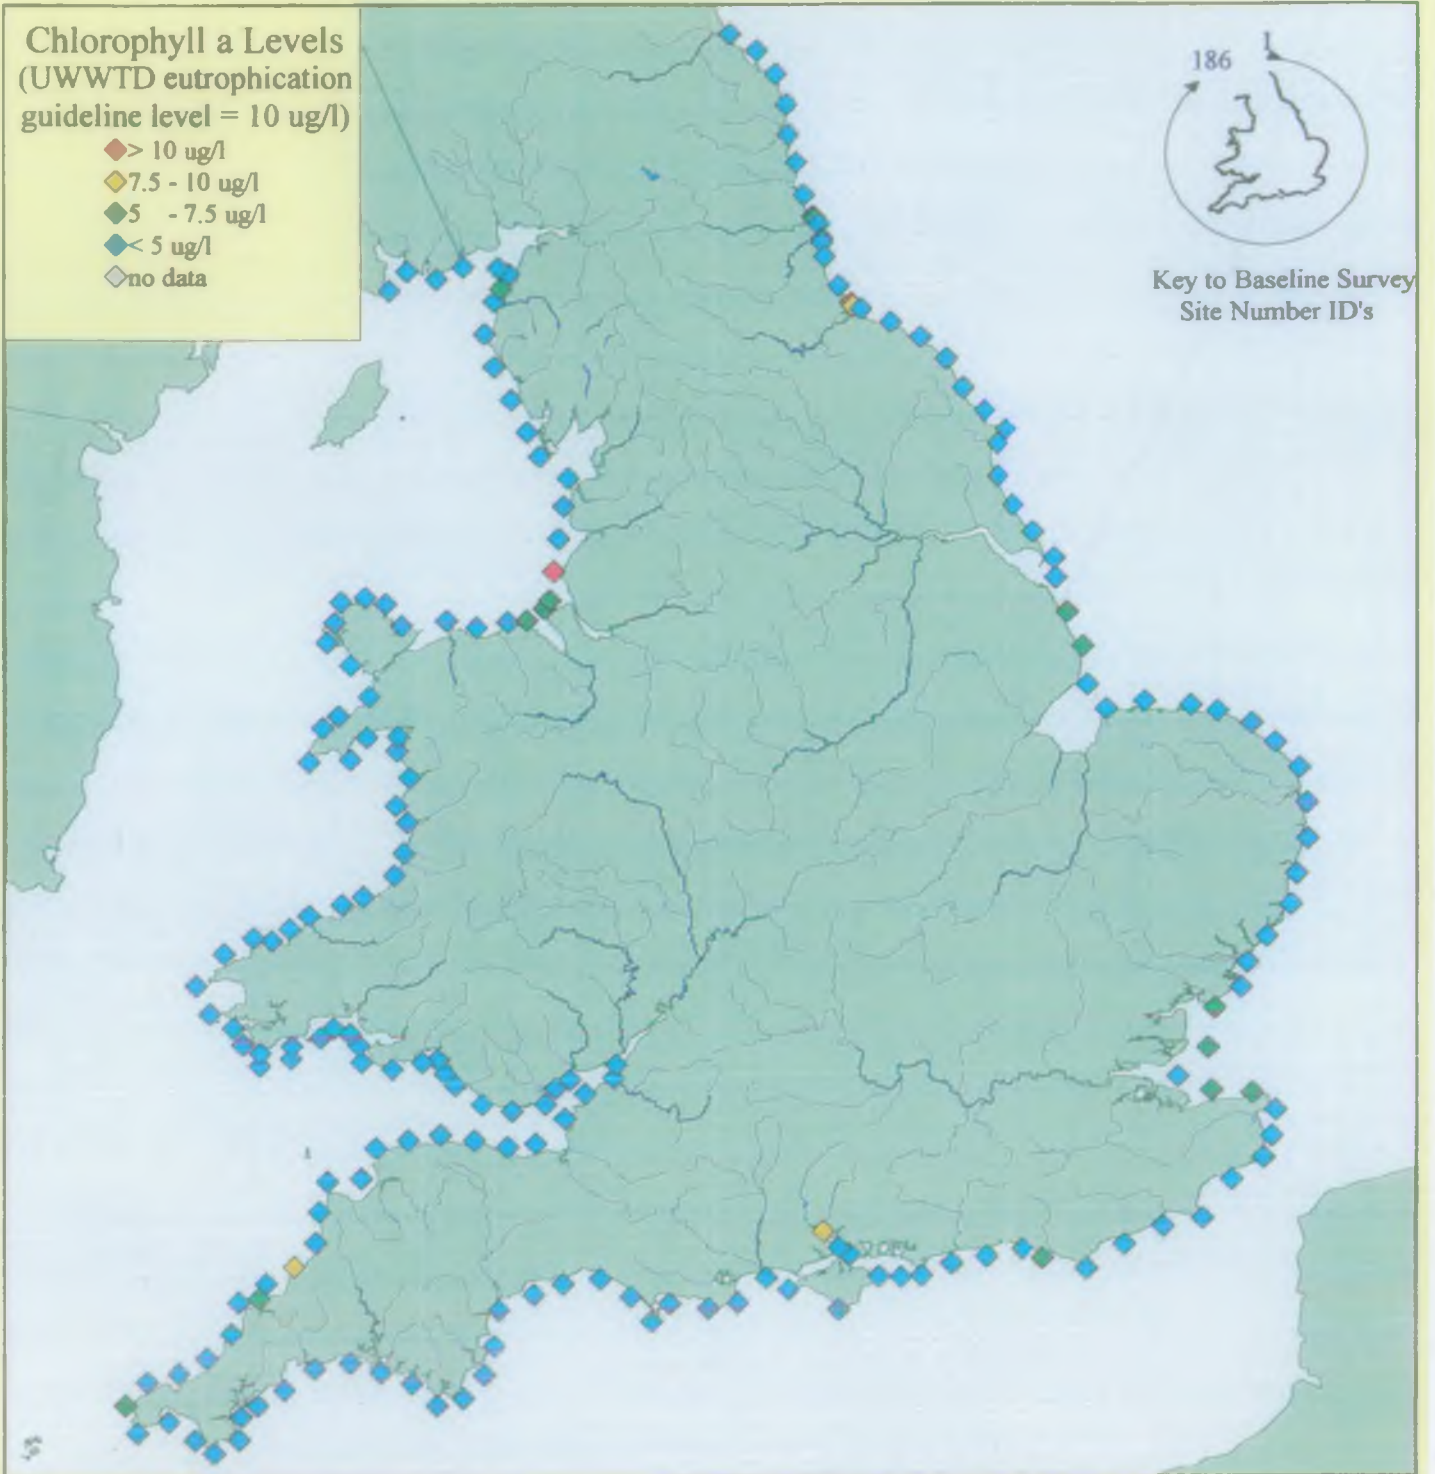 Chlorophyll a Levels
(UWWTD eutrophication
guideline level = 10 ug/l)
> 10 ug/l
7.5 - 10 ug/l
5 - 7.5 ug/l
< 5 ug/l
no data
186
1
Key to Baseline Survey
Site Number ID's